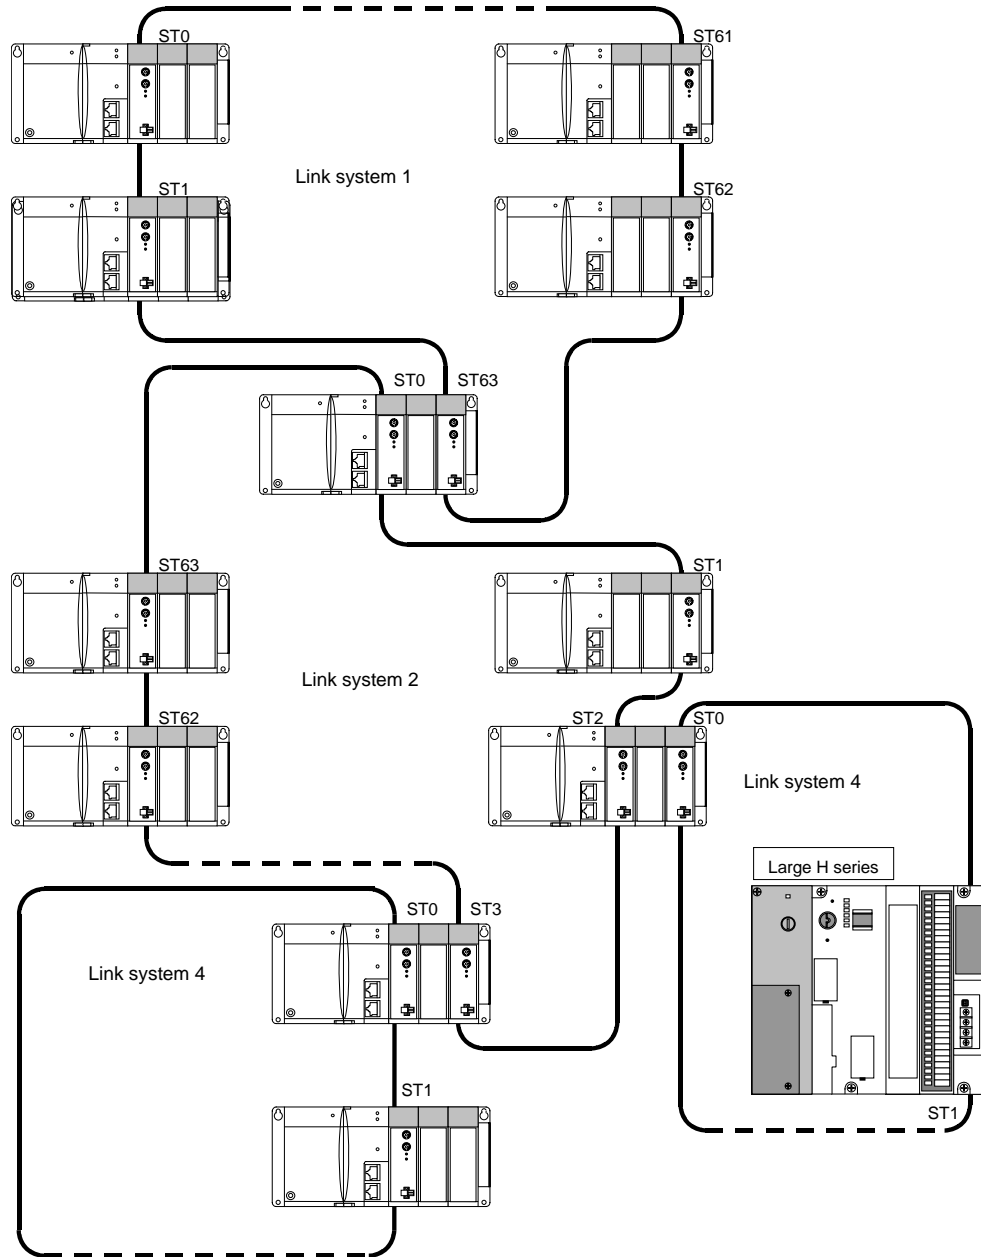 ST0
ST61
Link system 1
ST1
ST62
ST0
ST63
ST63
ST1
Link system 2
ST62
ST2
ST0
Link system 4
Large H series
ST0
ST3
Link system 4
ST1
ST1